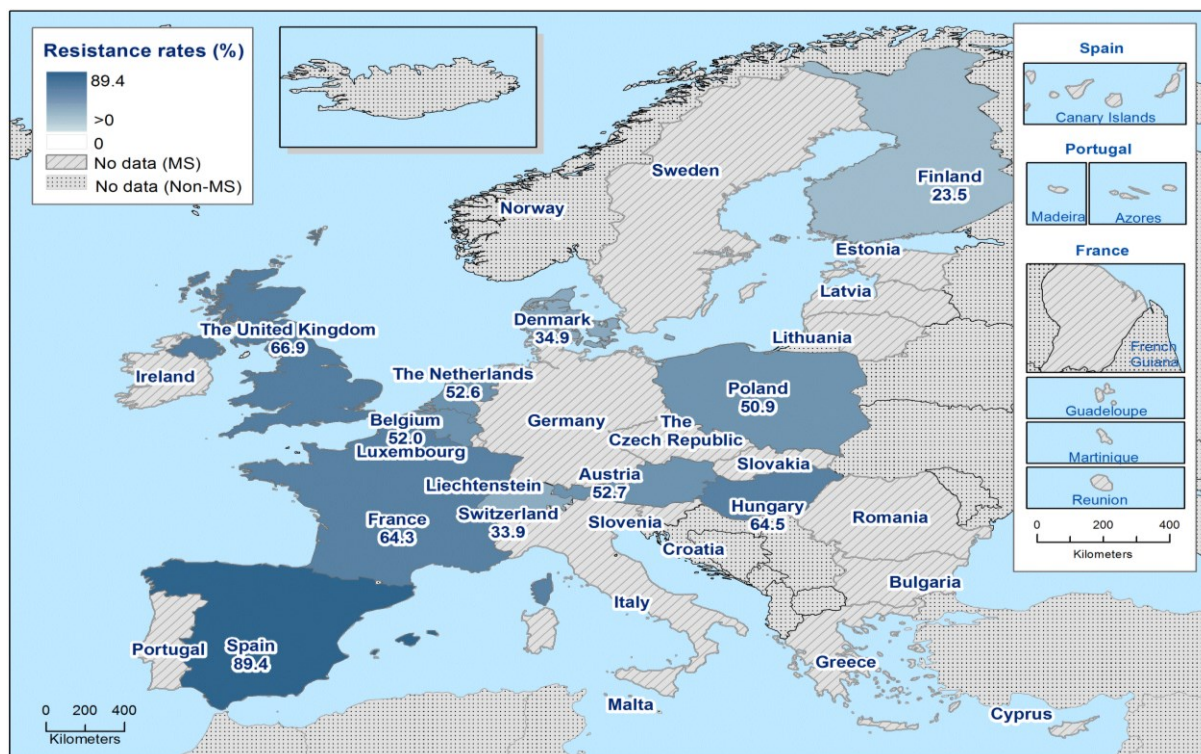 Resistance rates (%)
89.4
>0
0
No data (MS)
No data (Non-MS)
Spain
Canary Islands
Portugal
Madeira
Azores
France
French
Guiana
Guadeloupe
Martinique
Reunion
0 200 400
Kilometers
Sweden
Finland
23.5
Norway
Estonia
Latvia
Lithuania
Denmark
34.9
The United Kingdom
66.9
Ireland
The Netherlands
52.6
Belgium
52.0
Luxembourg
Germany
Poland
50.9
The
Czech Republic
Slovakia
Austria
52.7
Liechtenstein
Switzerland
33.9
France
64.3
Hungary
64.5
Slovenia
Croatia
Romania
Bulgaria
Italy
Portugal
Spain
89.4
Greece
Malta
Cyprus
0 200 400
Kilometers